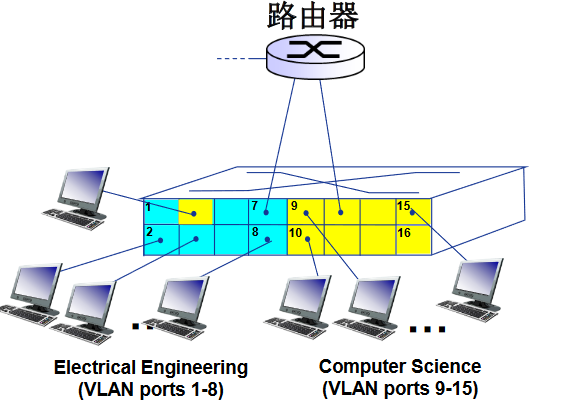 路由器
1 7 9 15
2 8 10 16
...
Electrical Engineering
(VLAN ports 1-8)
Computer Science
(VLAN ports 9-15)